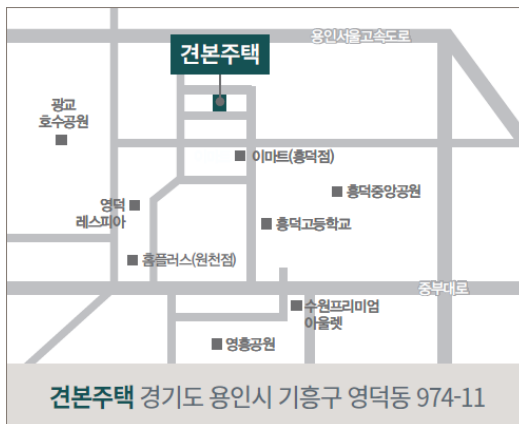 용인서울고속도로
견본주택
광교
호수공원
이마트(흥덕점)
흥덕중앙공원
영덕
레스피아
흥덕고등학교
홈플러스(원천점)
중부대로
수원프리미엄
아울렛
영흥공원
견본주택 경기도 용인시 기흥구 영덕동 974-11